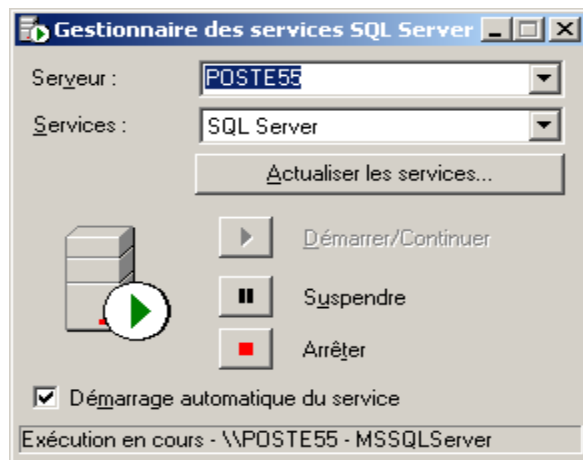 Gestionnaire des services SQL Server
Serveur : POSTE55
Services : SQL Server
Actualiser les services...
Démarrer/Continuer
Suspendre
Arrêter
Démarrage automatique du service
Exécution en cours - \\POSTE55 - MSSQLServer